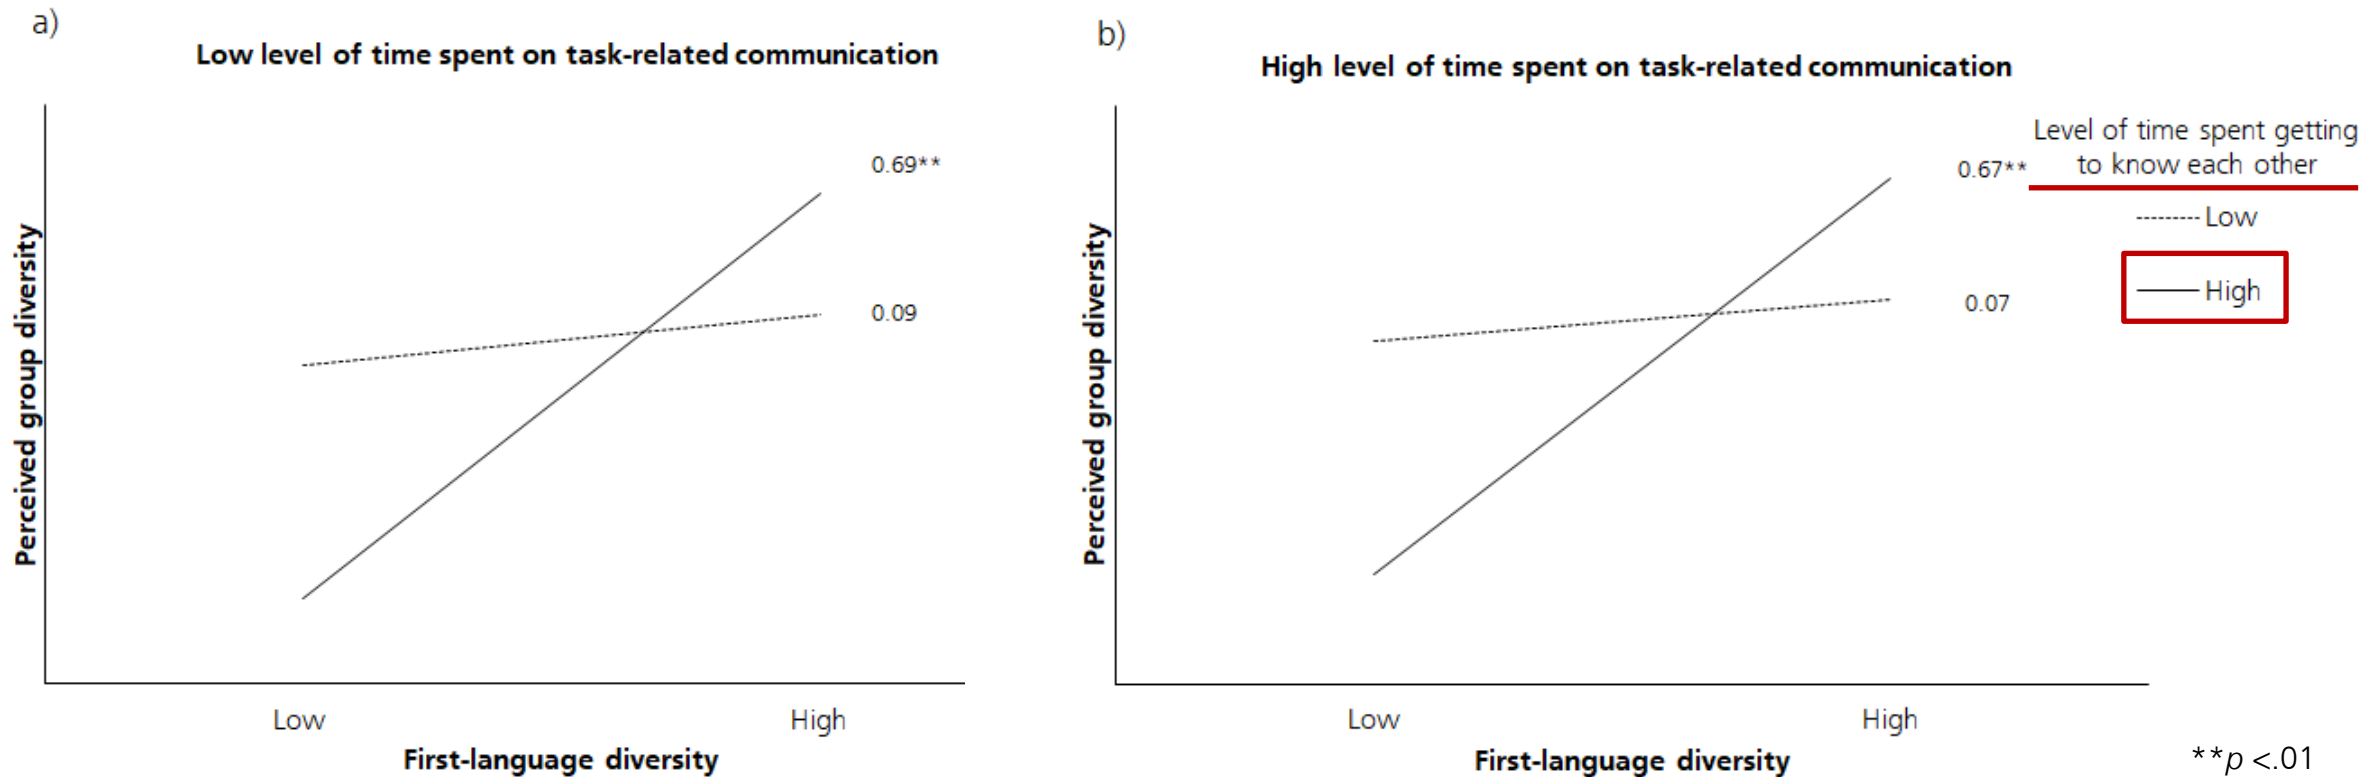 a)
Low level of time spent on task-related communication
Perceived group diversity
0.69**
0.09
Low
High
First-language diversity
b)
High level of time spent on task-related communication
Perceived group diversity
0.67**
0.07
Low
High
First-language diversity
Level of time spent getting
to know each other
Low
High
**p <.01